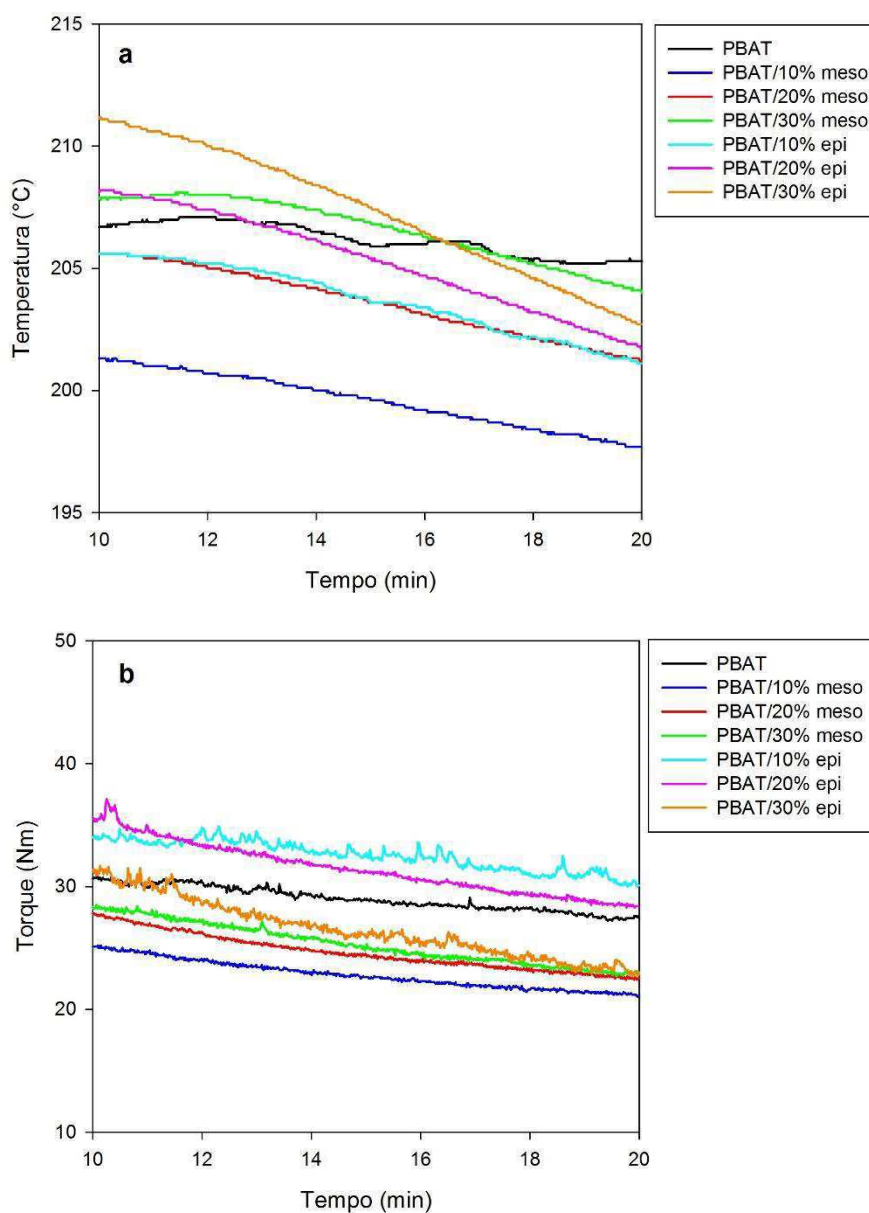 a
215
210
205
200
195
Temperatura (°C)
10 12 14 16 18 20
Tempo (min)
PBAT
PBAT/10% meso
PBAT/20% meso
PBAT/30% meso
PBAT/10% epi
PBAT/20% epi
PBAT/30% epi
b
50
40
30
20
10
Torque (Nm)
10 12 14 16 18 20
Tempo (min)
PBAT
PBAT/10% meso
PBAT/20% meso
PBAT/30% meso
PBAT/10% epi
PBAT/20% epi
PBAT/30% epi